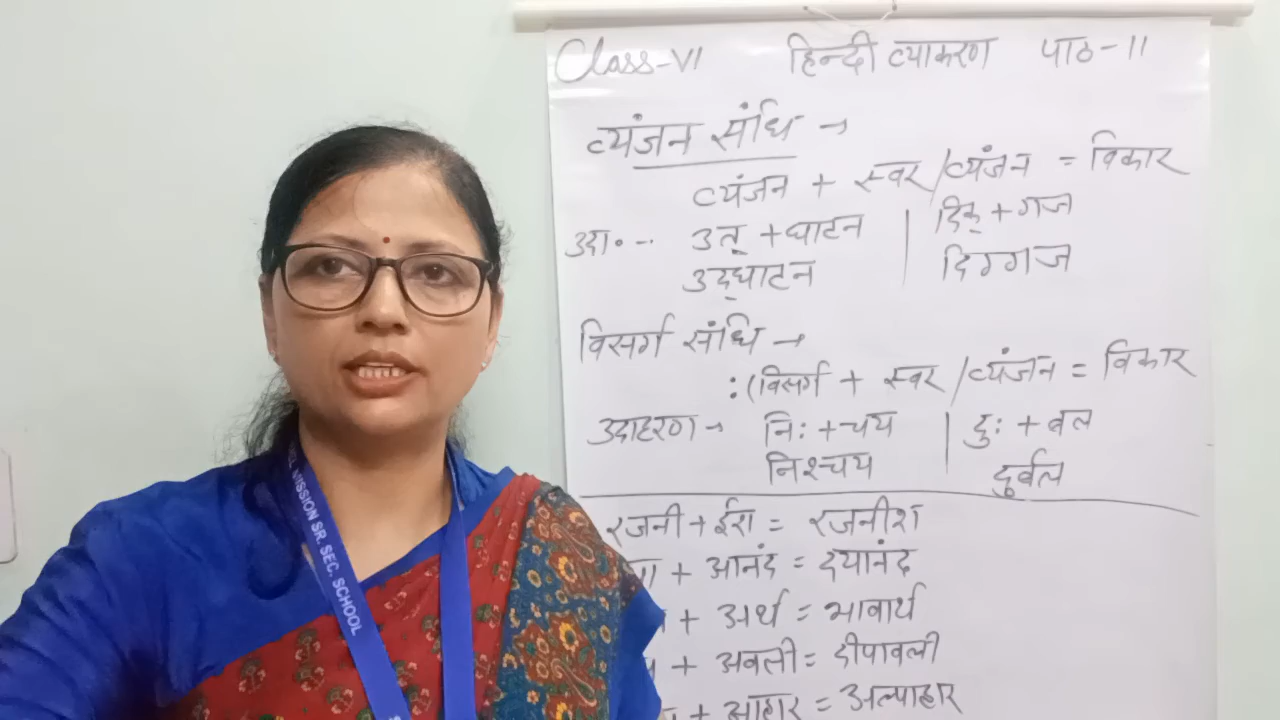 Class-VI हिन्दी व्याकरण पाठ-11
व्यंजन संधि →
व्यंजन + स्वर/व्यंजन = विकार
उदा॰-- उत् +घाटन | दिक् +गज
उद्घाटन दिग्गज
विसर्ग संधि →
:(विसर्ग + स्वर /व्यंजन = विकार
उदाहरण → निः +चय | दुः + बल
निश्चय दुर्बल
रजनी + ईश = रजनीश
+ आनंद = दयानंद
+ अर्थ = भावार्थ
+ अवली = दीपावली
+ आहार = अल्पाहार
MISSION SR. SEC. SCHOOL